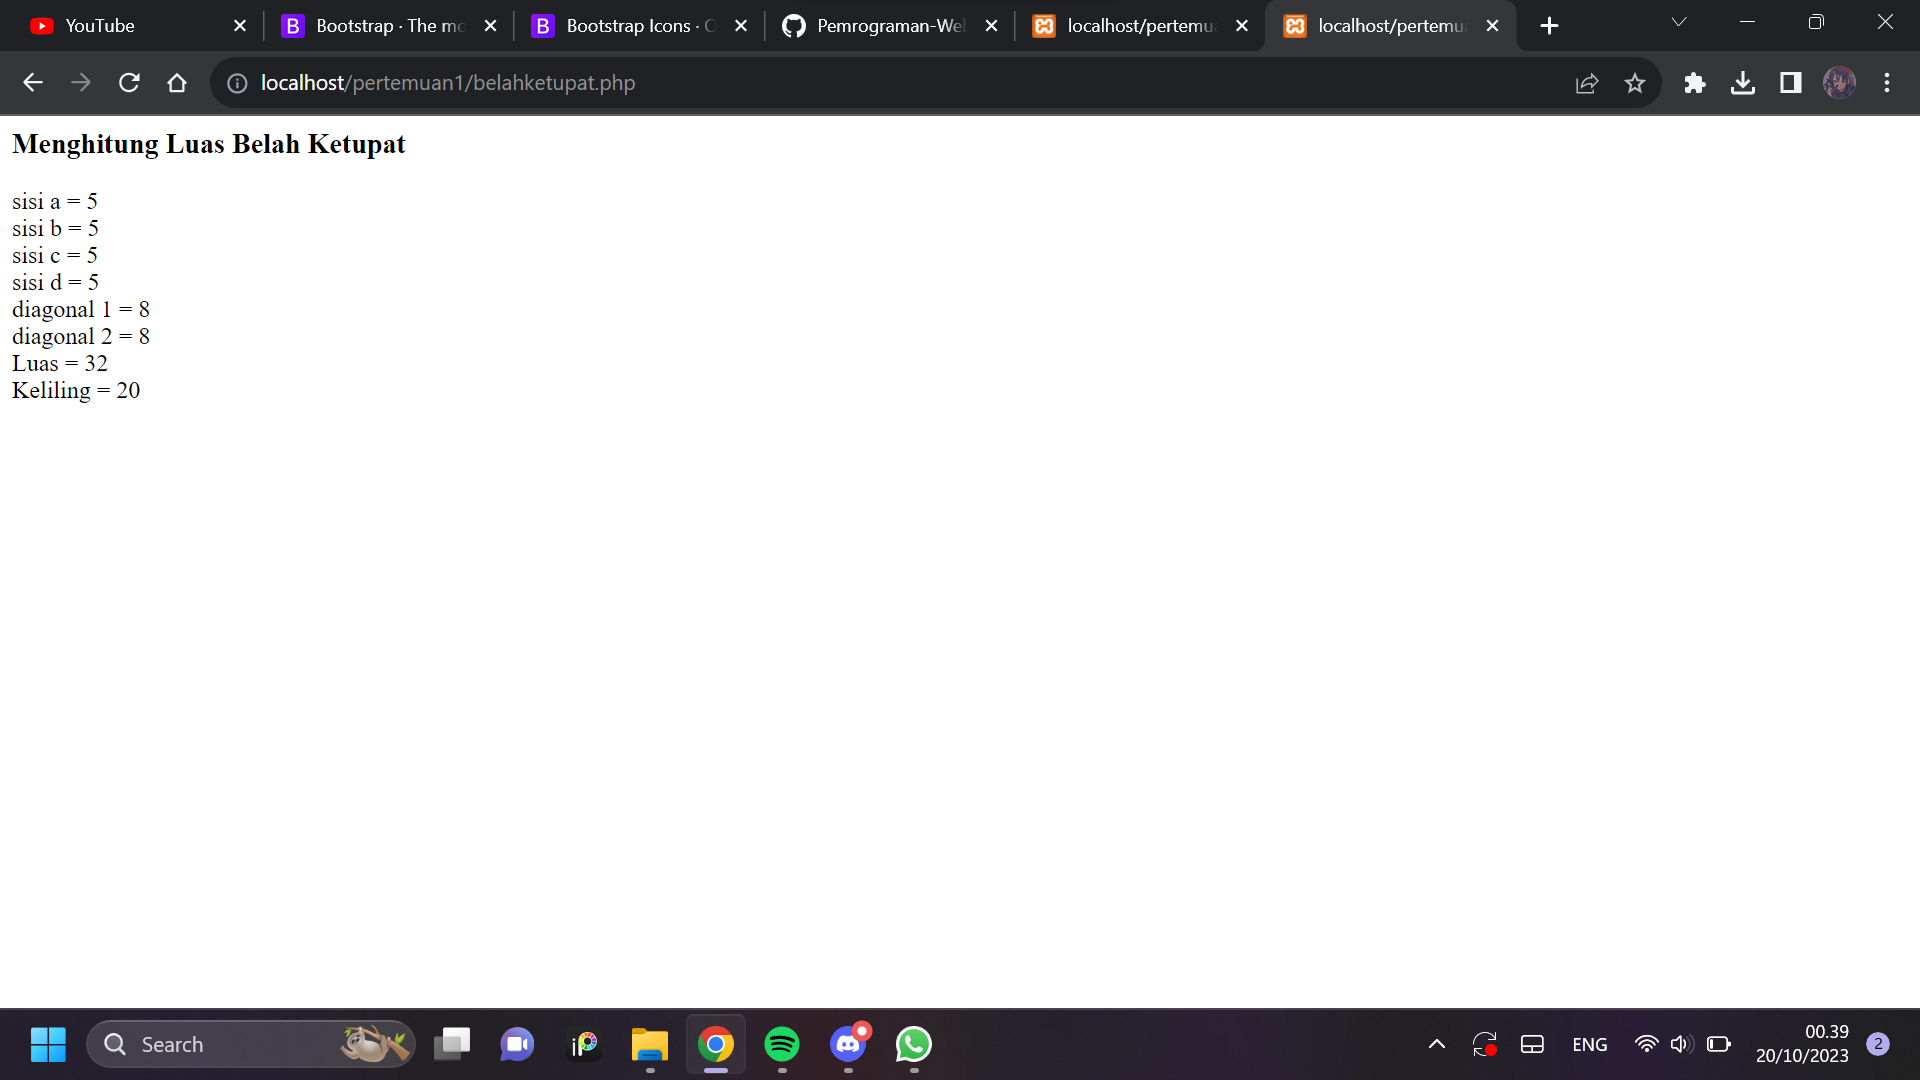 YouTube
Bootstrap · The mo
Bootstrap Icons · O
Pemrograman-We
localhost/pertemu
localhost/pertemu
localhost/pertemuan1/belahketupat.php
Menghitung Luas Belah Ketupat
sisi a = 5
sisi b = 5
sisi c = 5
sisi d = 5
diagonal 1 = 8
diagonal 2 = 8
Luas = 32
Keliling = 20
Search
ENG
00.39
20/10/2023
2